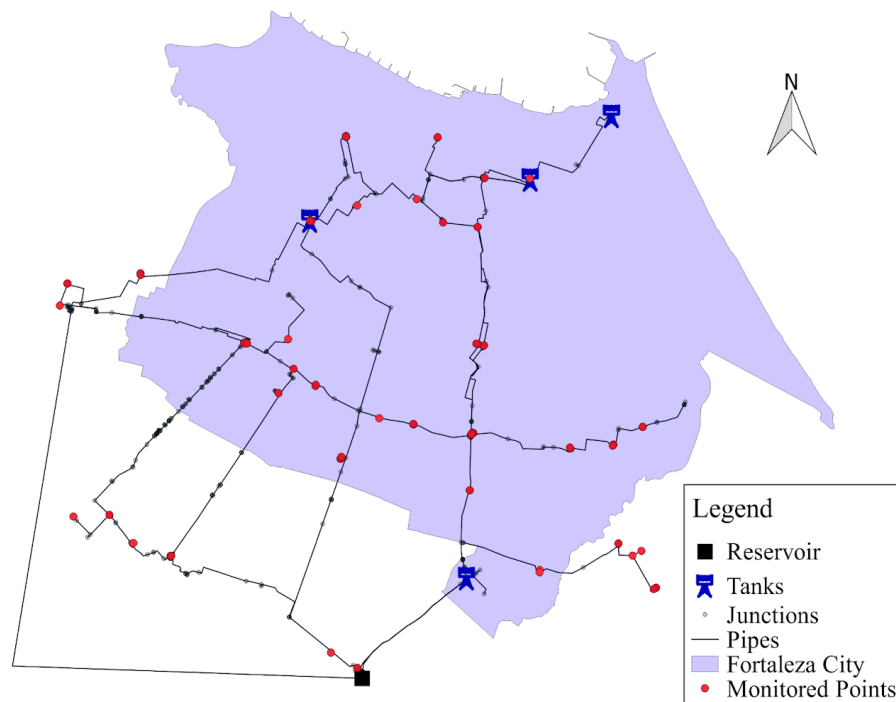 N
Legend
Reservoir
Tanks
Junctions
Pipes
Fortaleza City
Monitored Points